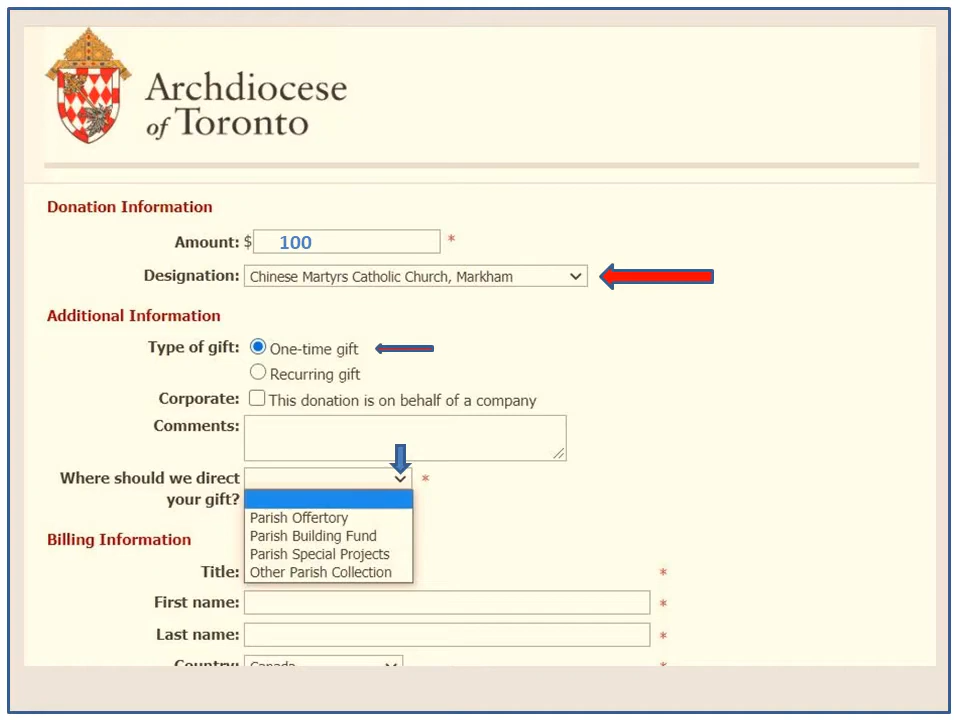 Archdiocese
of Toronto
Donation Information
Amount: $ 100 *
Designation: Chinese Martyrs Catholic Church, Markham
Additional Information
Type of gift: One-time gift
Recurring gift
Corporate: This donation is on behalf of a company
Comments:
Where should we direct *
your gift?
Parish Offertory
Parish Building Fund
Parish Special Projects
Other Parish Collection
Billing Information
Title: *
First name: *
Last name: *
Country: Canada *